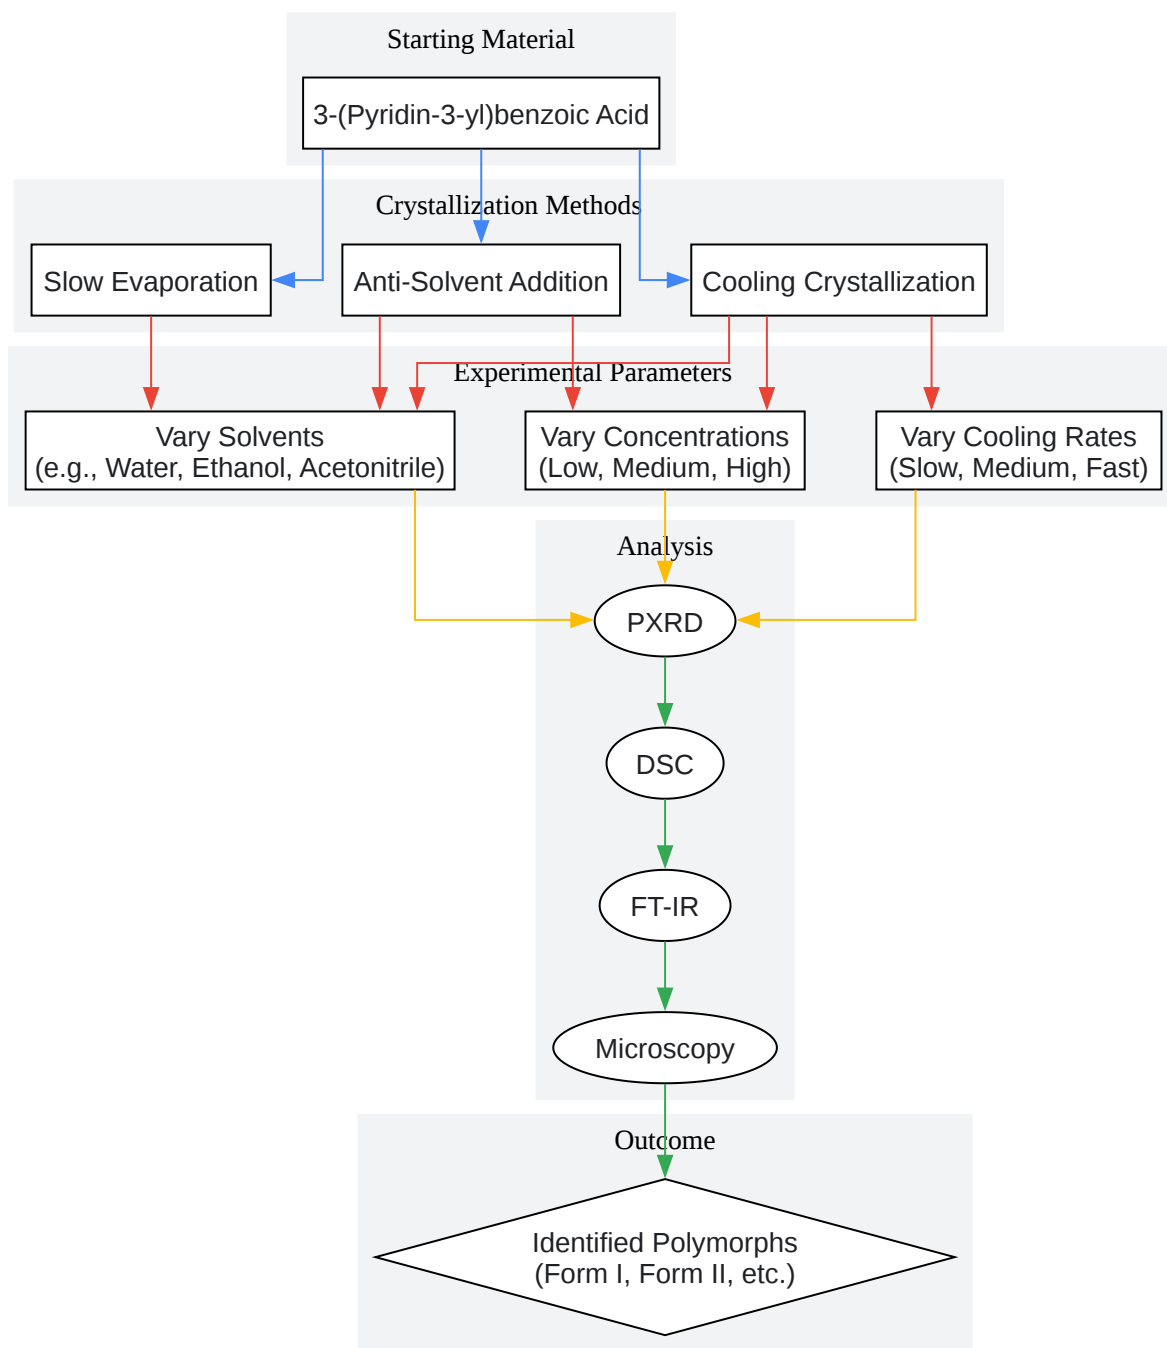 Starting Material
3-(Pyridin-3-yl)benzoic Acid
Crystallization Methods
Slow Evaporation
Anti-Solvent Addition
Cooling Crystallization
Experimental Parameters
Vary Solvents
(e.g., Water, Ethanol, Acetonitrile)
Vary Concentrations
(Low, Medium, High)
Vary Cooling Rates
(Slow, Medium, Fast)
Analysis
PXRD
DSC
FT-IR
Microscopy
Outcome
Identified Polymorphs
(Form I, Form II, etc.)